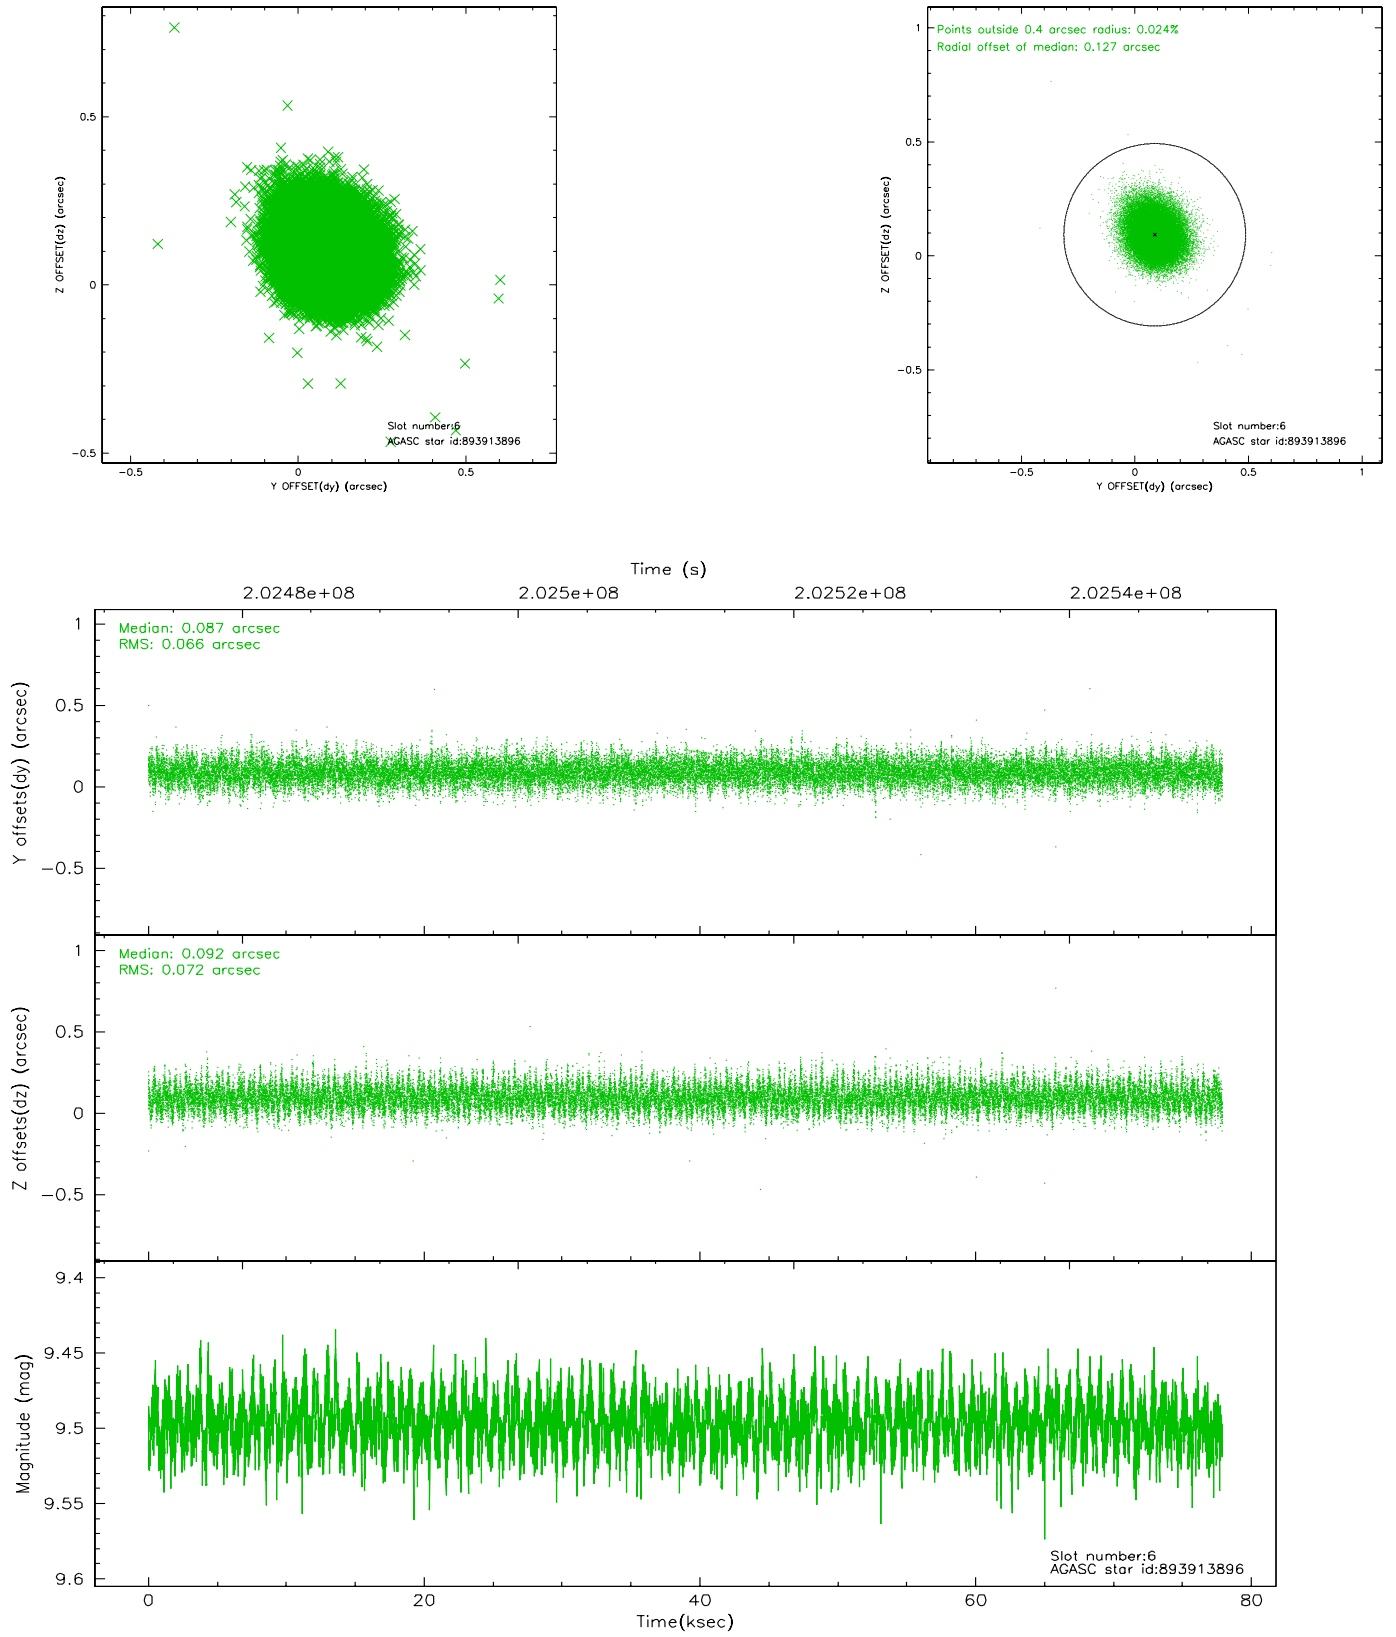 0.5
0
-0.5
Z OFFSET(dz) (arcsec)
-0.5
0
0.5
Y OFFSET(dy) (arcsec)
Slot number:6
AGASC star id:893913896
Points outside 0.4 arcsec radius: 0.024%
Radial offset of median: 0.127 arcsec
1
0.5
0
-0.5
Z OFFSET(dz) (arcsec)
-0.5
0
0.5
1
Y OFFSET(dy) (arcsec)
Slot number:6
AGASC star id:893913896
Time (s)
2.0248e+08
2.025e+08
2.0252e+08
2.0254e+08
Median: 0.087 arcsec
RMS: 0.066 arcsec
1
0.5
0
-0.5
Y offsets(dy) (arcsec)
Median: 0.092 arcsec
RMS: 0.072 arcsec
1
0.5
0
-0.5
Z offsets(dz) (arcsec)
9.4
9.45
9.5
9.55
9.6
Magnitude (mag)
Slot number:6
AGASC star id:893913896
0
20
40
60
80
Time(ksec)